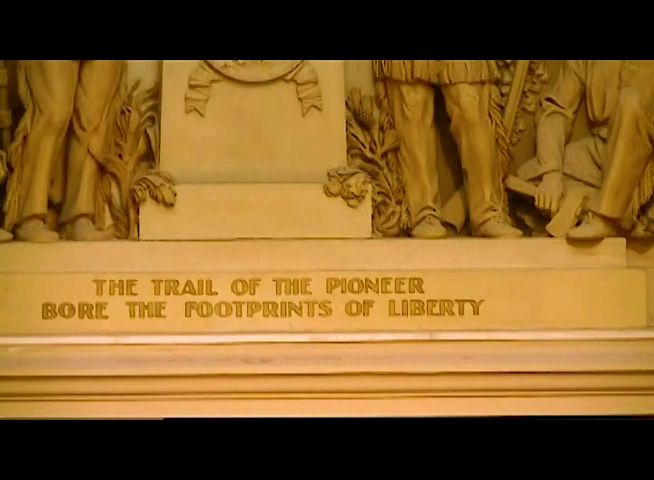 THE TRAIL OF THE PIONEER
BORE THE FOOTPRINTS OF LIBERTY